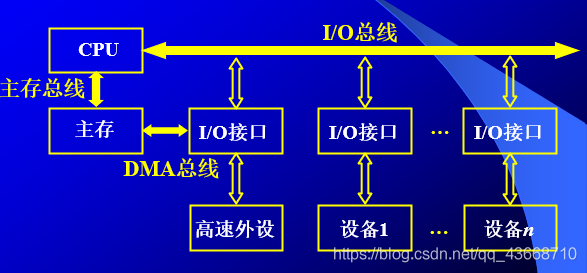 I/O总线
CPU
主存总线
主存
I/O接口
I/O接口
…
I/O接口
DMA总线
高速外设
设备1
…
设备n
https://blog.csdn.net/qq_43668710